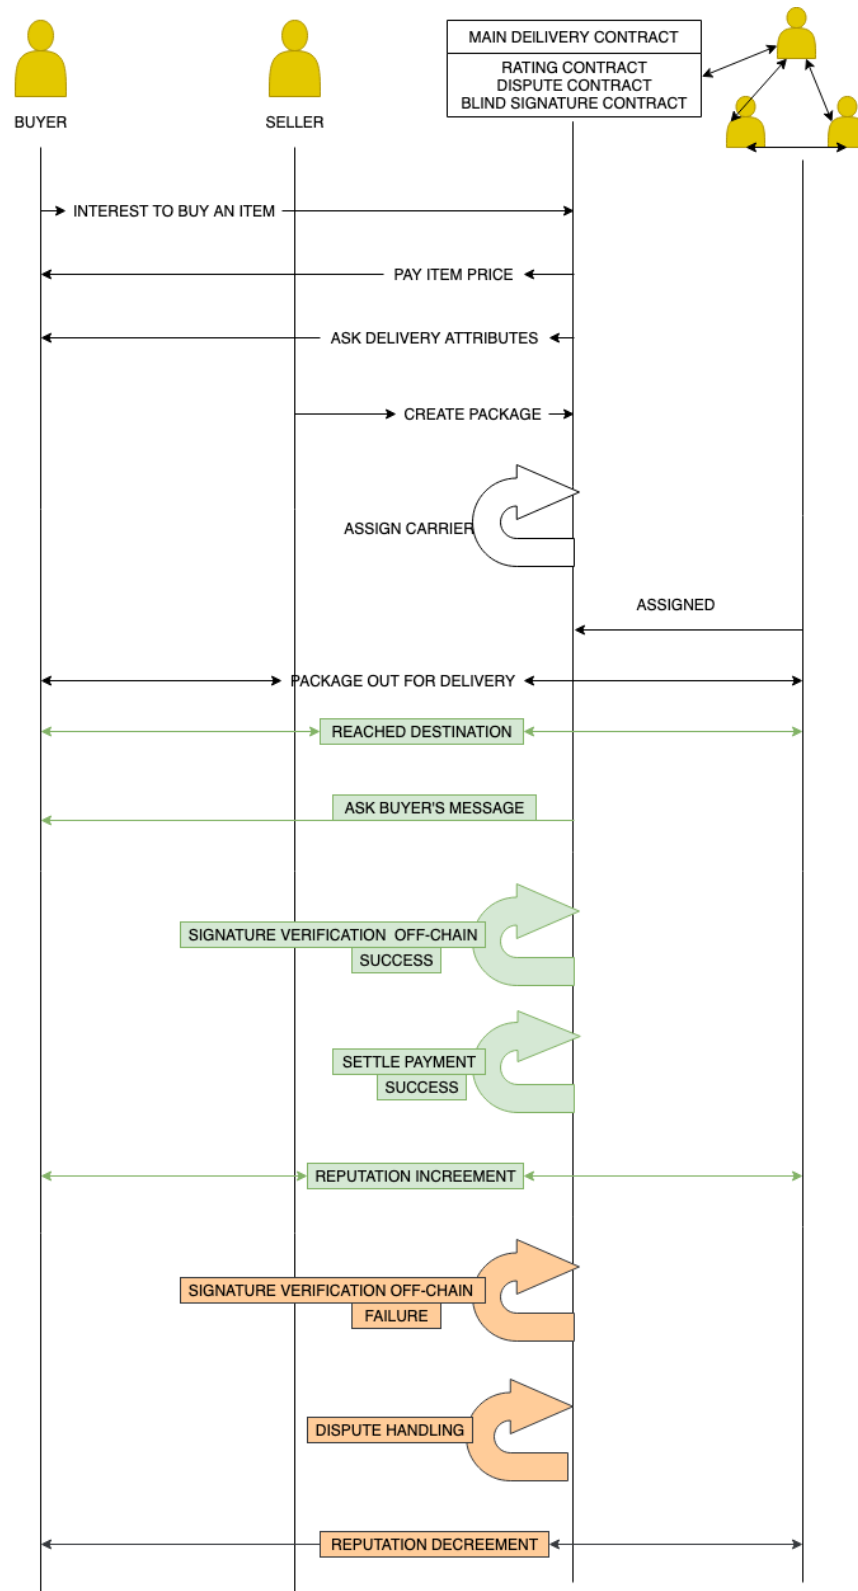 BUYER
SELLER
MAIN DEILIVERY CONTRACT
RATING CONTRACT
DISPUTE CONTRACT
BLIND SIGNATURE CONTRACT
INTEREST TO BUY AN ITEM
PAY ITEM PRICE
ASK DELIVERY ATTRIBUTES
CREATE PACKAGE
ASSIGN CARRIER
ASSIGNED
PACKAGE OUT FOR DELIVERY
REACHED DESTINATION
ASK BUYER'S MESSAGE
SIGNATURE VERIFICATION OFF-CHAIN
SUCCESS
SETTLE PAYMENT
SUCCESS
REPUTATION INCREEMENT
SIGNATURE VERIFICATION OFF-CHAIN
FAILURE
DISPUTE HANDLING
REPUTATION DECREEMENT